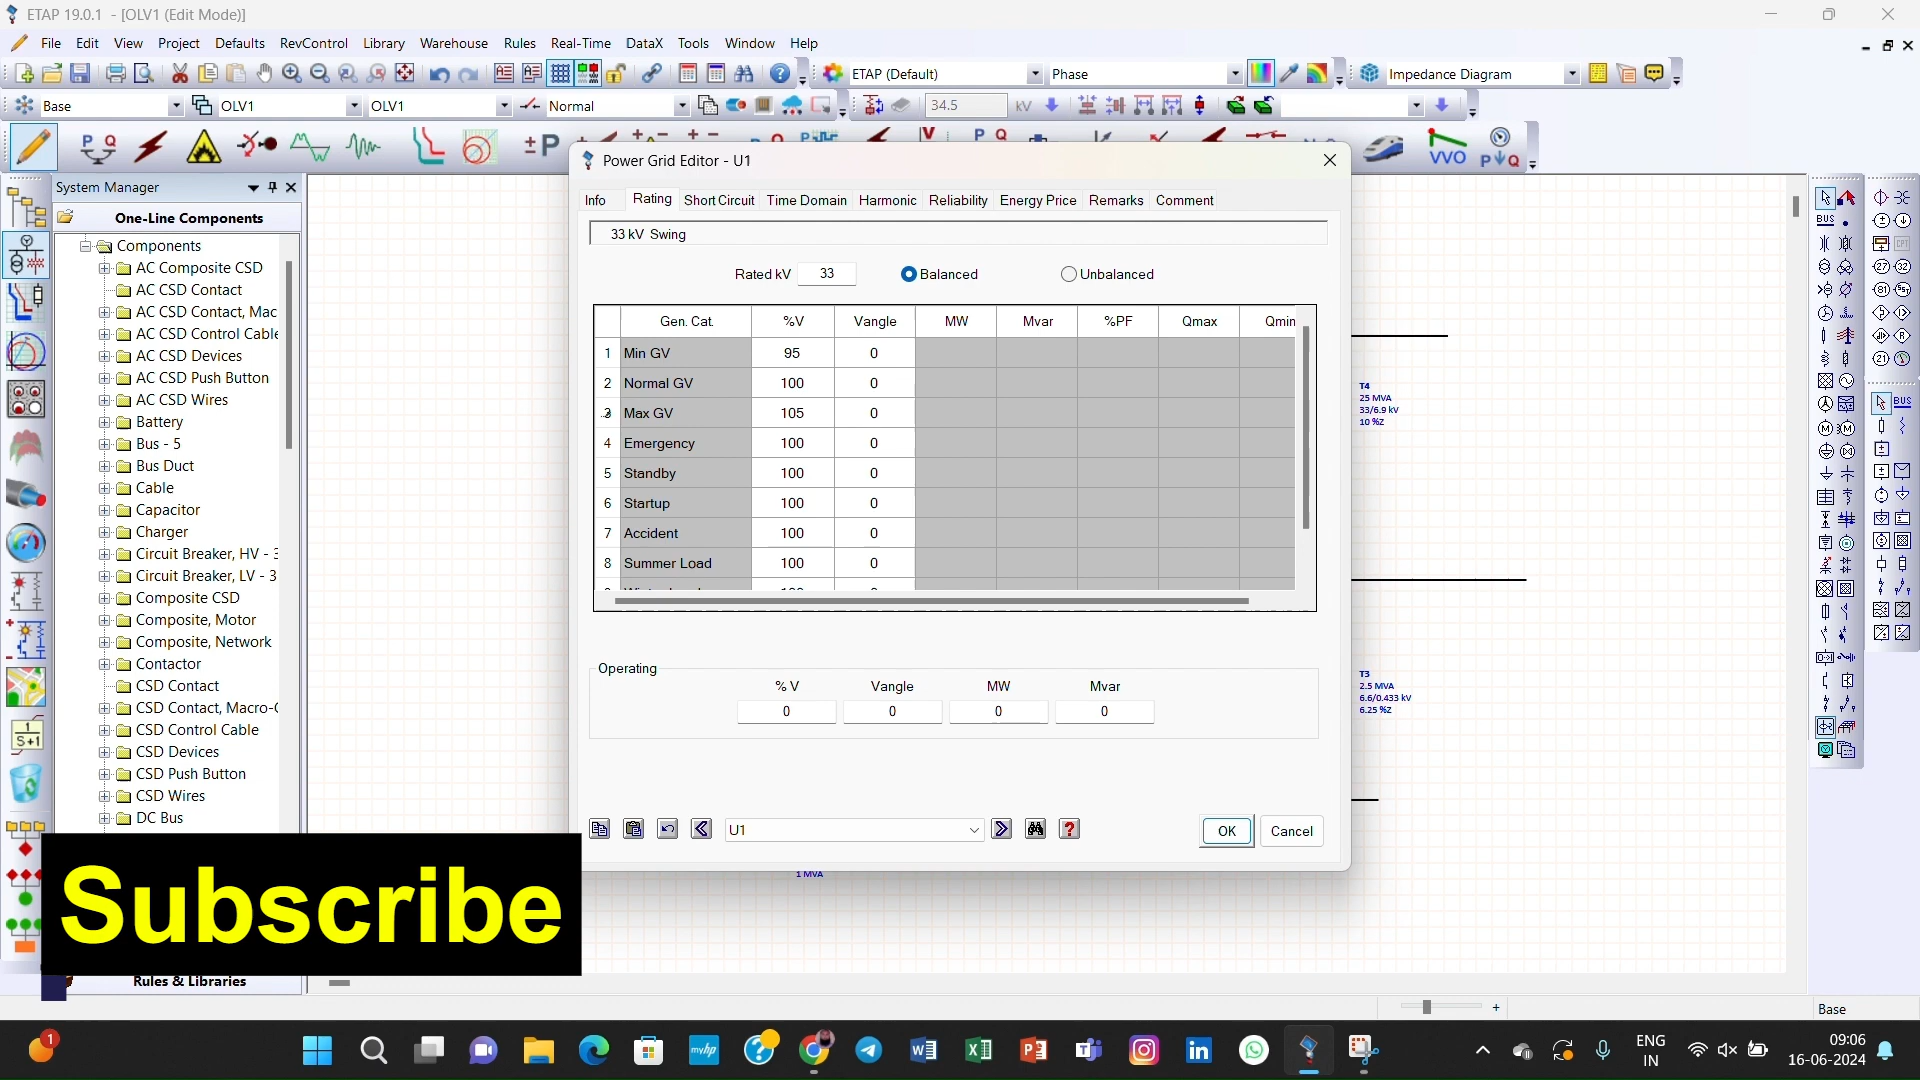 ETAP 19.0.1 - [OLV1 (Edit Mode)]
File Edit View Project Defaults RevControl Library Warehouse Rules Real-Time DataX Tools Window Help
ETAP (Default) Phase Impedance Diagram
Base OLV1 OLV1 Normal 34.5 kV
System Manager
One-Line Components
Components
AC Composite CSD
AC CSD Contact
AC CSD Contact, Mac
AC CSD Control Cable
AC CSD Devices
AC CSD Push Button
AC CSD Wires
Battery
Bus - 5
Bus Duct
Cable
Capacitor
Charger
Circuit Breaker, HV - 3
Circuit Breaker, LV - 3
Composite CSD
Composite, Motor
Composite, Network
Contactor
CSD Contact
CSD Contact, Macro-
CSD Control Cable
CSD Devices
CSD Push Button
CSD Wires
DC Bus
Rules & Libraries
Power Grid Editor - U1
Info Rating Short Circuit Time Domain Harmonic Reliability Energy Price Remarks Comment
33 kV Swing
Rated kV 33 Balanced Unbalanced
Gen. Cat. %V Vangle MW Mvar %PF Qmax Qmin
1 Min GV 95 0
2 Normal GV 100 0
3 Max GV 105 0
4 Emergency 100 0
5 Standby 100 0
6 Startup 100 0
7 Accident 100 0
8 Summer Load 100 0
Operating
% V Vangle MW Mvar
0 0 0 0
U1
OK Cancel
T4
25 MVA
33/6.9 kV
10 %Z
T3
2.5 MVA
6.6/0.433 kV
6.25 %Z
1 MVA
Subscribe
Base
ENG
IN
09:06
16-06-2024